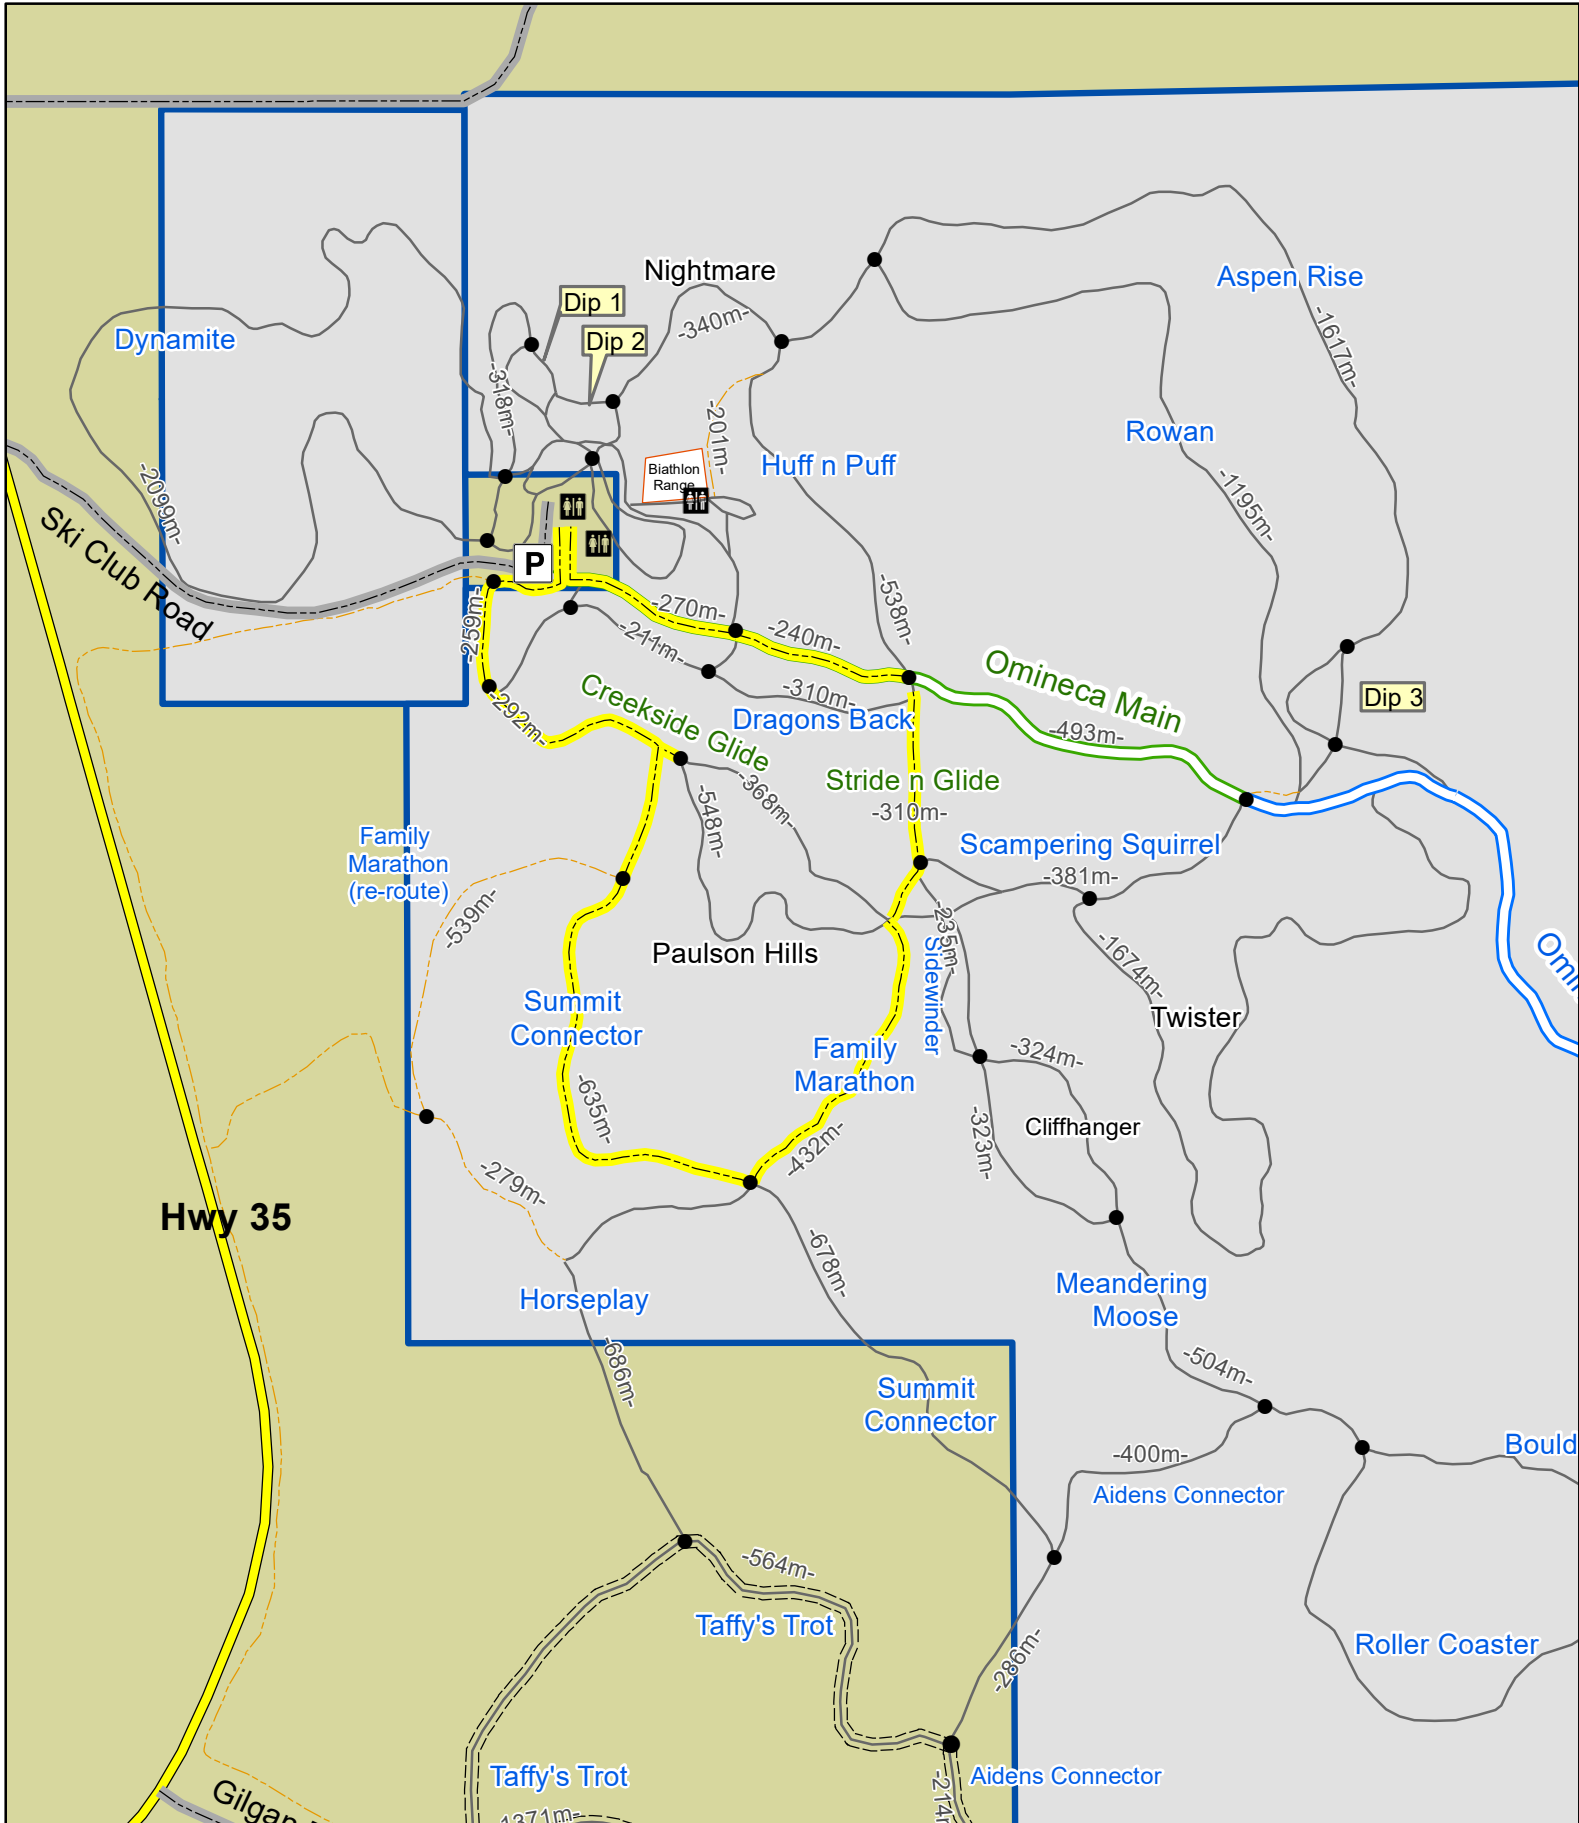 Nightmare
Aspen Rise
Dip 1
-340m-
Dynamite
Dip 2
-1617m-
-318m-
-201m-
Rowan
Biathlon
Range
Huff n Puff
-2099m-
-1195m-
Ski Club Road
P
-259m-
-270m-
-538m-
-211m-
-240m-
Omineca Main
-292m-
Creekside Glide
-310m-
Dragons Back
Dip 3
-493m-
-368m-
Stride n Glide
-548m-
-310m-
Family
Marathon
(re-route)
Scampering Squirrel
-381m-
-539m-
-235m-
Paulson Hills
Sidewinder
-1674m-
Summit
Connector
Twister
Family
Marathon
-324m-
-635m-
-432m-
-323m-
Cliffhanger
-279m-
Hwy 35
-678m-
Horseplay
Meandering
Moose
-686m-
-504m-
Summit
Connector
-400m-
Aidens Connector
-564m-
Taffy's Trot
-286m-
Roller Coaster
Taffy's Trot
Aidens Connector
1371m-